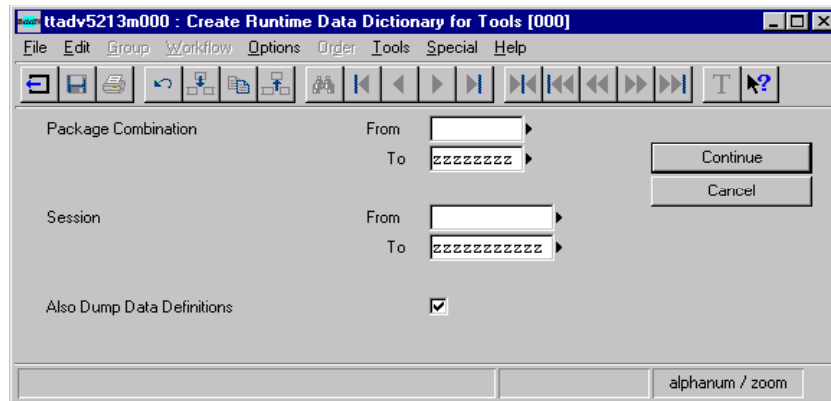 ttadv5213m000 : Create Runtime Data Dictionary for Tools [000]
File Edit Group Workflow Options Order Tools Special Help
T ?
Package Combination From
To zzzzzzzz
Continue
Cancel
Session From
To zzzzzzzzzzz
Also Dump Data Definitions
alphanum / zoom